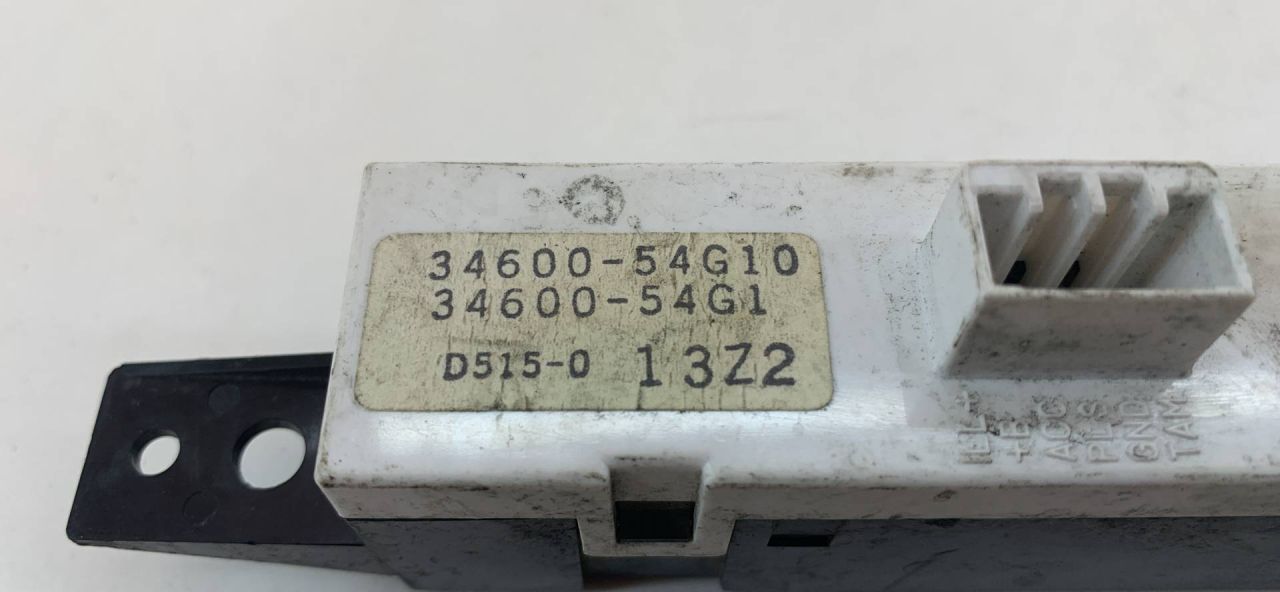 34600-54G10
34600-54G1
D515-0 13Z2
ILL+
+B
ACC
PLS
GND
TAM